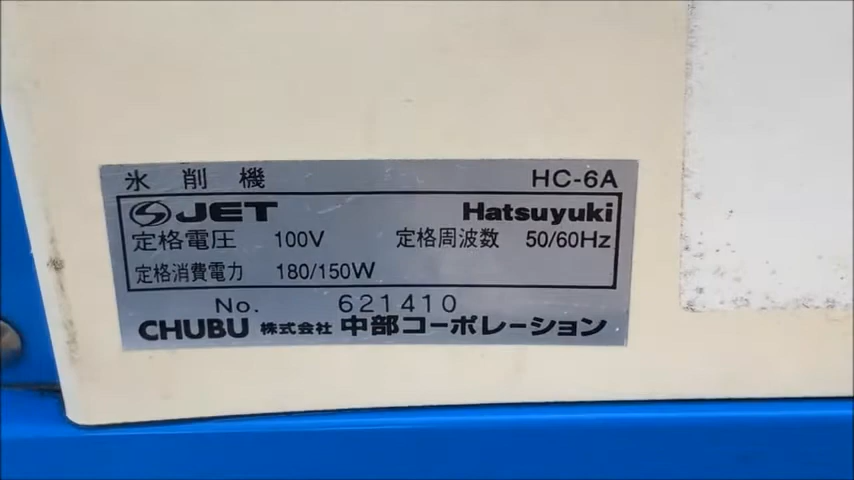 氷削機 HC-6A
JET Hatsuyuki
定格電圧 100V 定格周波数 50/60Hz
定格消費電力 180/150W
No. 621410
CHUBU 株式会社 中部コーポレーション